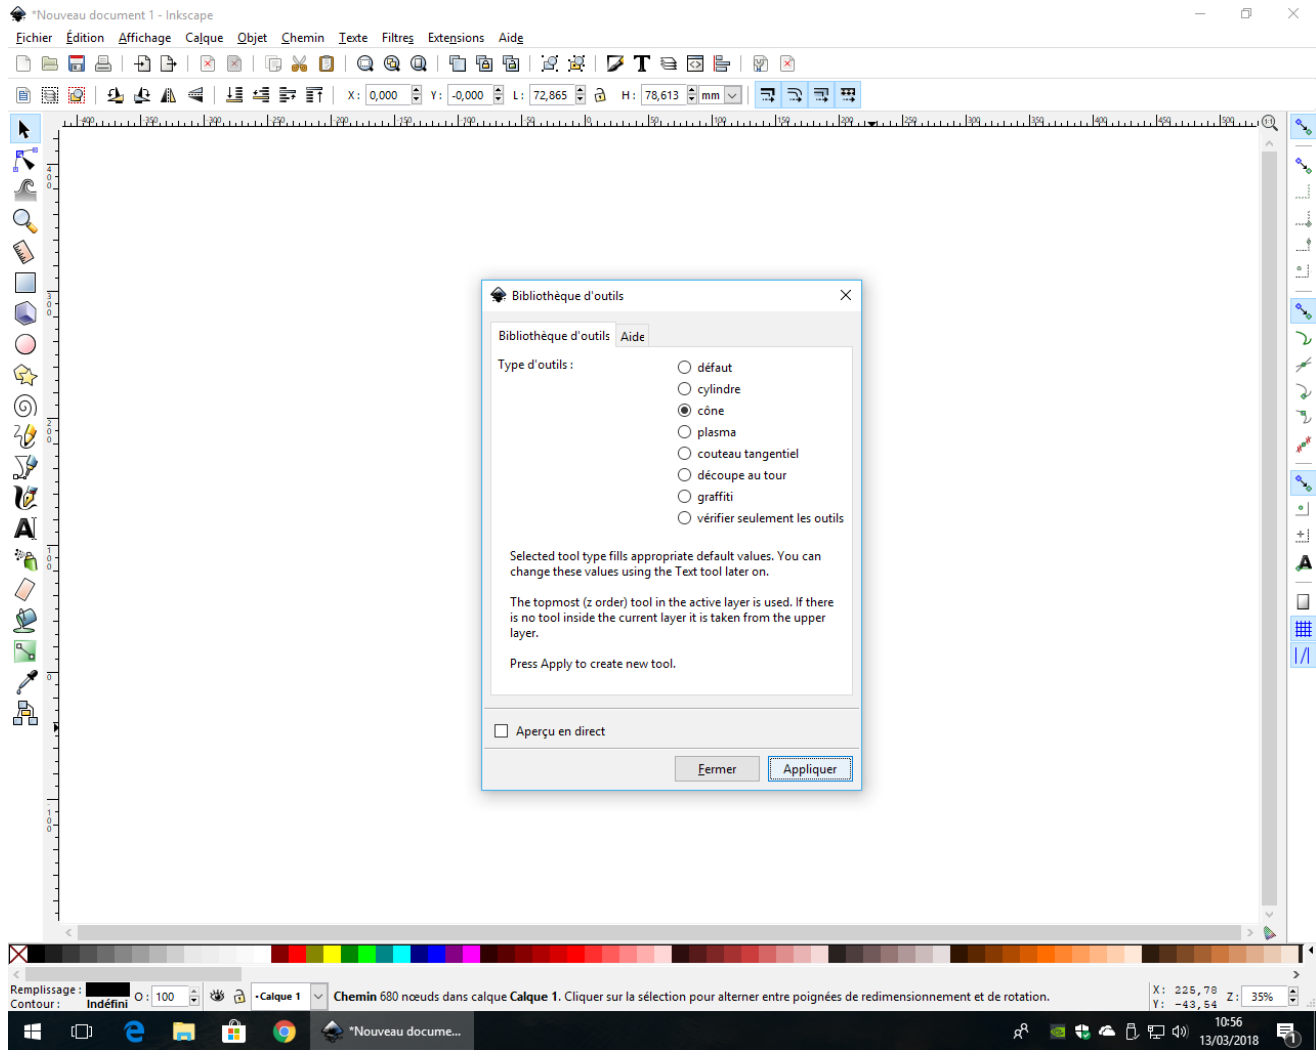 *Nouveau document 1 - Inkscape
Fichier Édition Affichage Calque Objet Chemin Texte Filtres Extensions Aide
X: 0,000 Y: -0,000 L: 72,865 H: 78,613 mm
Bibliothèque d'outils
Bibliothèque d'outils Aide
Type d'outils :
défaut
cylindre
cône
plasma
couteau tangentiel
découpe au tour
graffiti
vérifier seulement les outils
Selected tool type fills appropriate default values. You can
change these values using the Text tool later on.
The topmost (z order) tool in the active layer is used. If there
is no tool inside the current layer it is taken from the upper
layer.
Press Apply to create new tool.
Aperçu en direct
Fermer Appliquer
Remplissage :
Contour : Indéfini O: 100 •Calque 1 Chemin 680 nœuds dans calque Calque 1. Cliquer sur la sélection pour alterner entre poignées de redimensionnement et de rotation.
X: 225,78
Y: -43,54 Z: 35%
*Nouveau docume...
10:56
13/03/2018